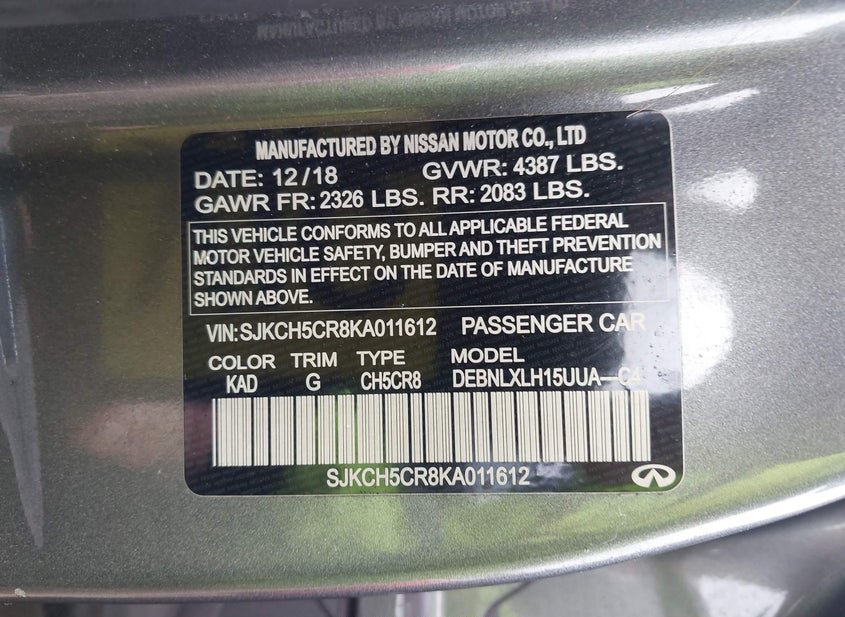 MANUFACTURED BY NISSAN MOTOR CO., LTD
DATE: 12/18 GVWR: 4387 LBS.
GAWR FR: 2326 LBS. RR: 2083 LBS.
THIS VEHICLE CONFORMS TO ALL APPLICABLE FEDERAL
MOTOR VEHICLE SAFETY, BUMPER AND THEFT PREVENTION
STANDARDS IN EFFECT ON THE DATE OF MANUFACTURE
SHOWN ABOVE.
VIN: SJKCH5CR8KA011612 PASSENGER CAR
COLOR TRIM TYPE MODEL
KAD G CH5CR8 DEBNLXLH15UUA—C4
SJKCH5CR8KA011612